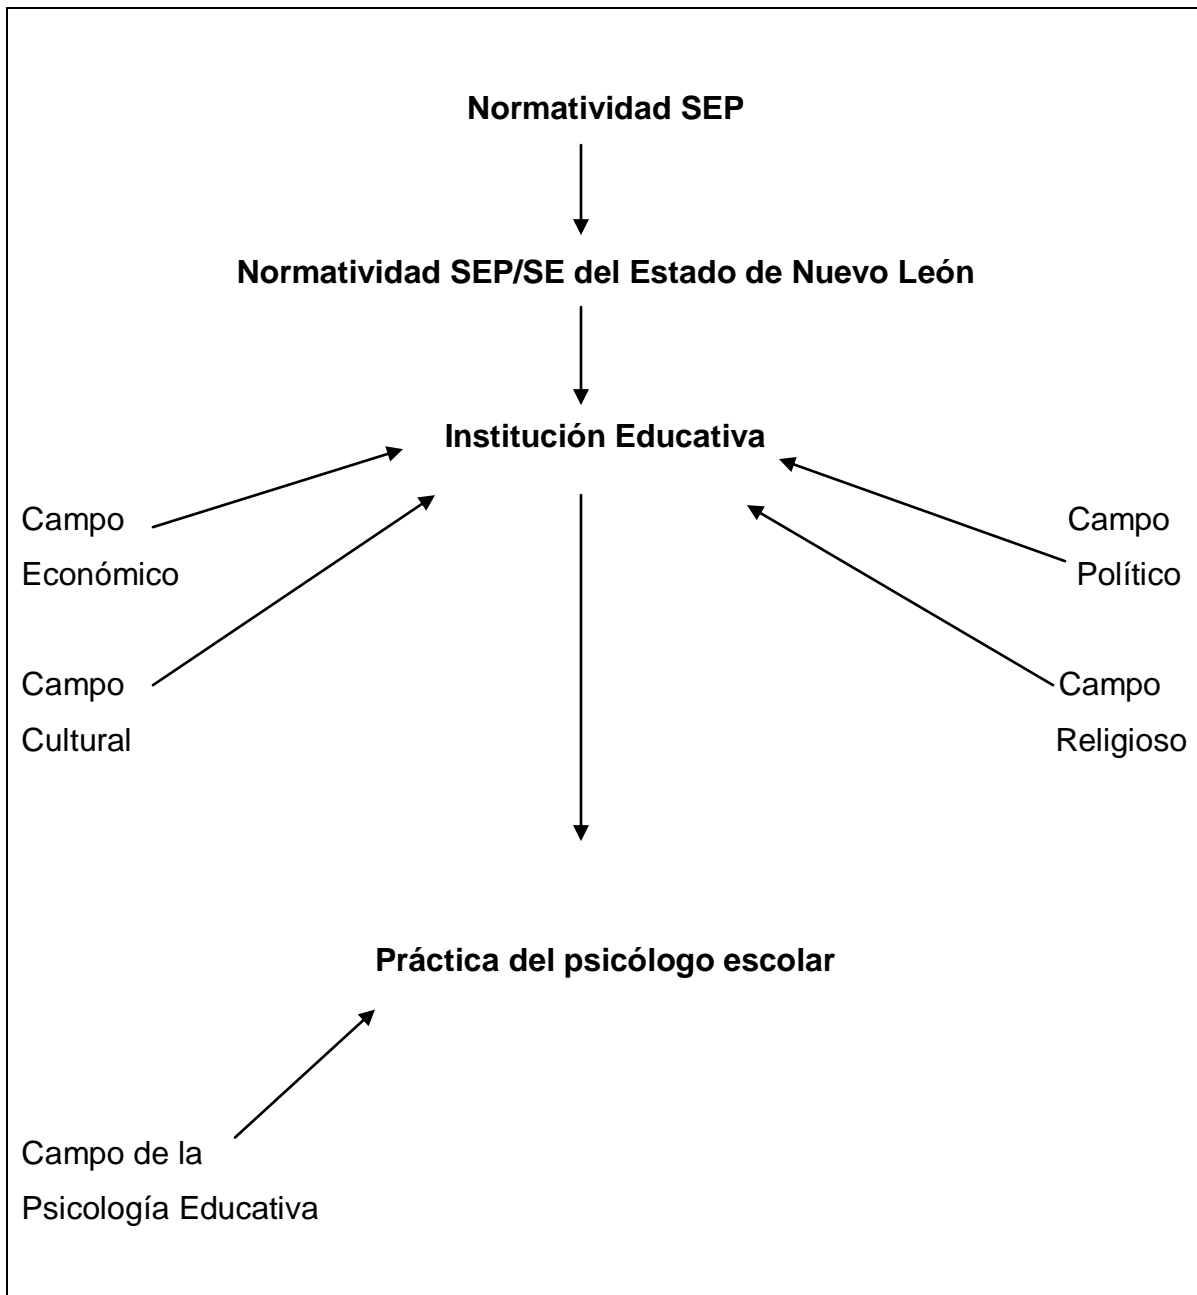 Normatividad SEP
Normatividad SEP/SE del Estado de Nuevo León
Institución Educativa
Campo
Económico
Campo
Político
Campo
Cultural
Campo
Religioso
Práctica del psicólogo escolar
Campo de la
Psicología Educativa